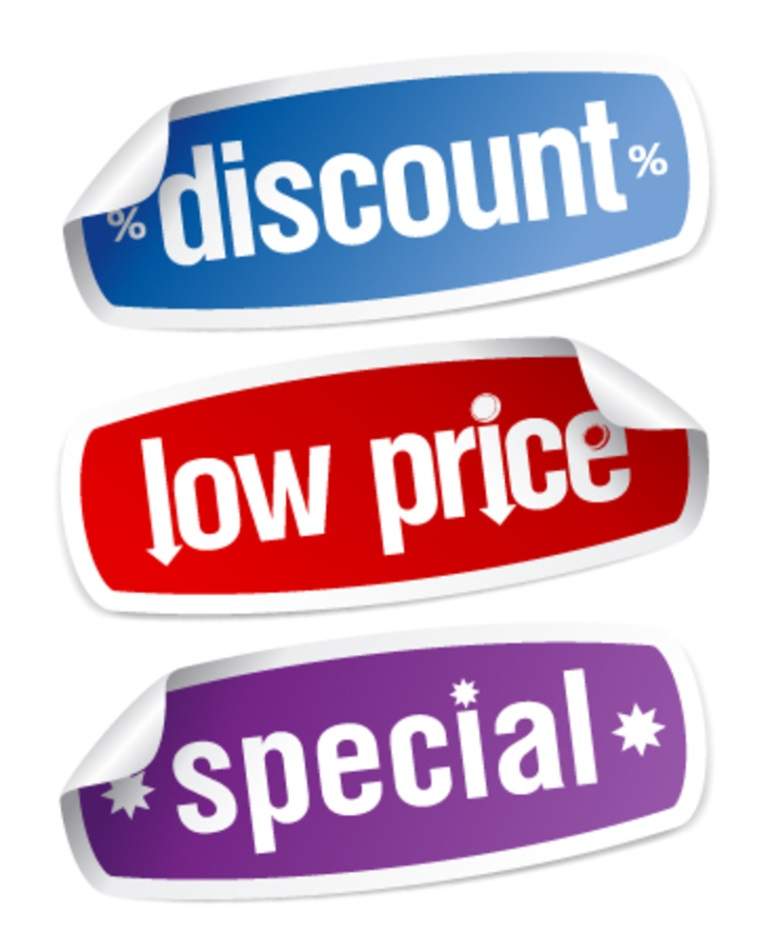 % discount %
low price
special